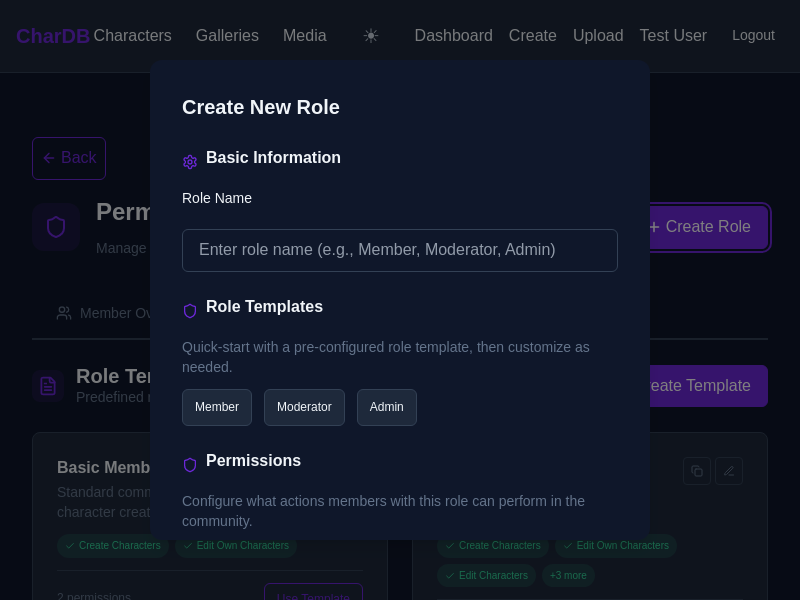 CharDB Characters Galleries Media Dashboard Create Upload Test User Logout
Create New Role
Basic Information
Role Name
Enter role name (e.g., Member, Moderator, Admin)
Role Templates
Quick-start with a pre-configured role template, then customize as
needed.
Member Moderator Admin
Permissions
Configure what actions members with this role can perform in the
community.
Back
Perm
Manage
Create Role
Member Ov
Role Te
Predefined
eate Template
Basic Memb
Standard comm
character creat
Create Characters Edit Own Characters
2 permissions
Use Template
Create Characters Edit Own Characters
Edit Characters +3 more